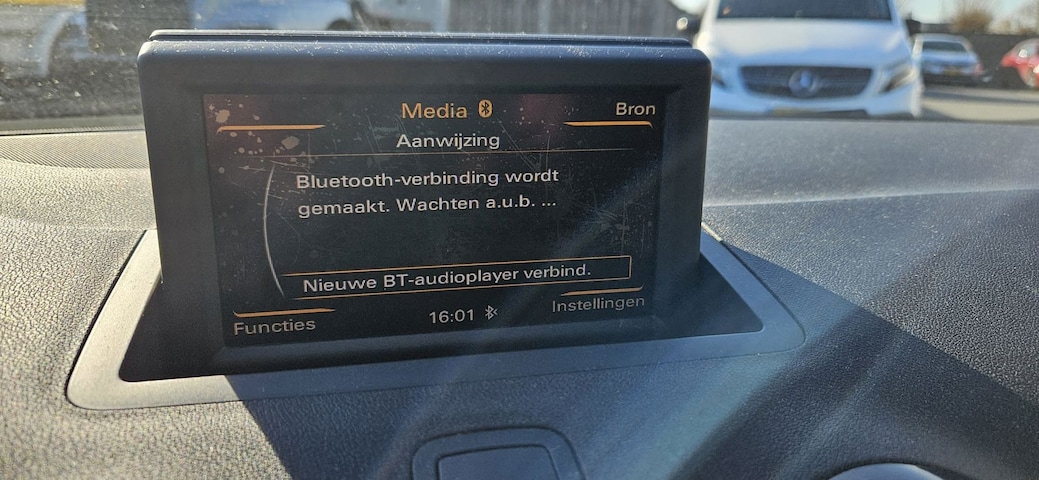 Media
Bron
Aanwijzing
Bluetooth-verbinding wordt
gemaakt. Wachten a.u.b. ...
Nieuwe BT-audioplayer verbind.
Functies
16:01
Instellingen